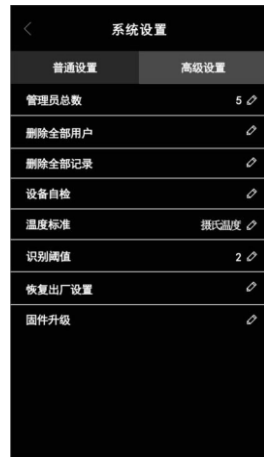 系统设置
普通设置 高级设置
管理员总数 5
删除全部用户
删除全部记录
设备自检
温度标准 摄氏温度
识别阈值 2
恢复出厂设置
固件升级